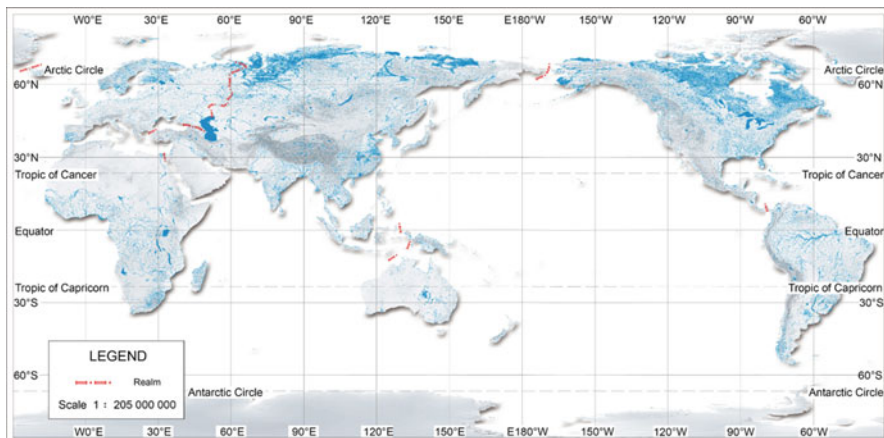 W0°E 30°E 60°E 90°E 120°E 150°E E180°W 150°W 120°W 90°W 60°W
Arctic Circle Arctic Circle
60°N 60°N
30°N 30°N
Tropic of Cancer Tropic of Cancer
Equator Equator
Tropic of Capricorn Tropic of Capricorn
30°S 30°S
LEGEND
Realm
Scale 1 : 205 000 000
60°S 60°S
Antarctic Circle Antarctic Circle
W0°E 30°E 60°E 90°E 120°E 150°E E180°W 150°W 120°W 90°W 60°W